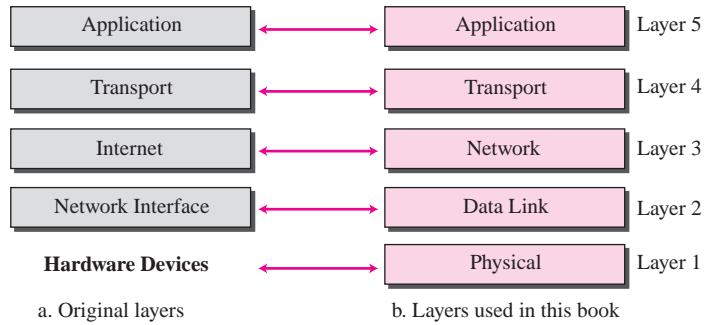 Application Application Layer 5
Transport Transport Layer 4
Internet Network Layer 3
Network Interface Data Link Layer 2
Hardware Devices Physical Layer 1
a. Original layers b. Layers used in this book